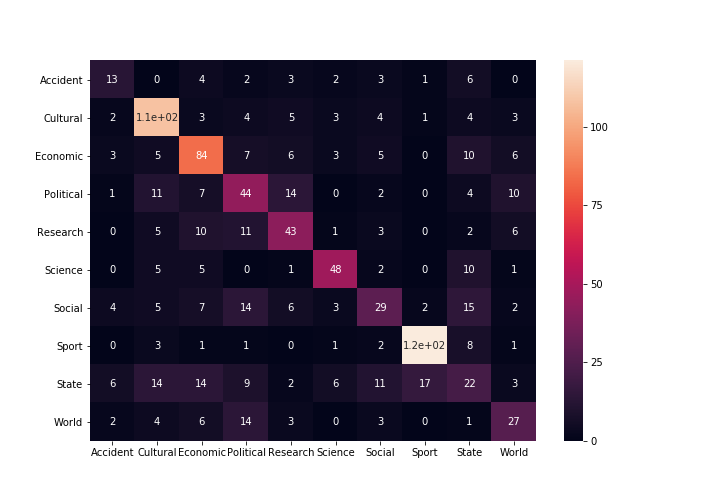 Accident 13 0 4 2 3 2 3 1 6 0
Cultural 2 1.1e+02 3 4 5 3 4 1 4 3
Economic 3 5 84 7 6 3 5 0 10 6
Political 1 11 7 44 14 0 2 0 4 10
Research 0 5 10 11 43 1 3 0 2 6
Science 0 5 5 0 1 48 2 0 10 1
Social 4 5 7 14 6 3 29 2 15 2
Sport 0 3 1 1 0 1 2 1.2e+02 8 1
State 6 14 14 9 2 6 11 17 22 3
World 2 4 6 14 3 0 3 0 1 27
Accident Cultural Economic Political Research Science Social Sport State World
100
75
50
25
0